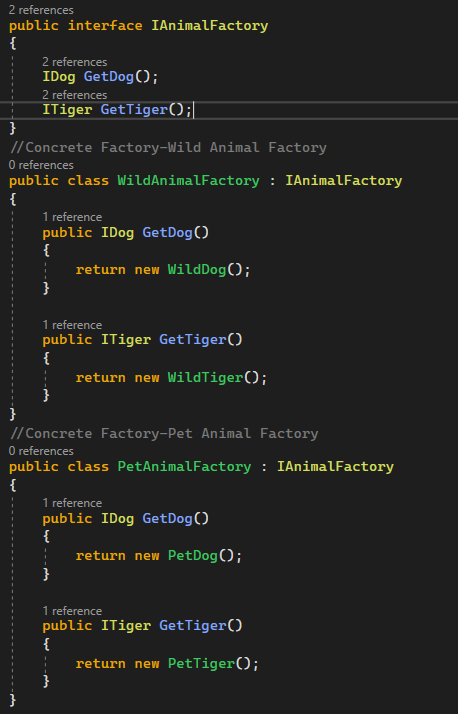 2 references
public interface IAnimalFactory
{
2 references
IDog GetDog();
2 references
ITiger GetTiger();
}
//Concrete Factory-Wild Animal Factory
0 references
public class WildAnimalFactory : IAnimalFactory
{
1 reference
public IDog GetDog()
{
return new WildDog();
}
1 reference
public ITiger GetTiger()
{
return new WildTiger();
}
}
//Concrete Factory-Pet Animal Factory
0 references
public class PetAnimalFactory : IAnimalFactory
{
1 reference
public IDog GetDog()
{
return new PetDog();
}
1 reference
public ITiger GetTiger()
{
return new PetTiger();
}
}